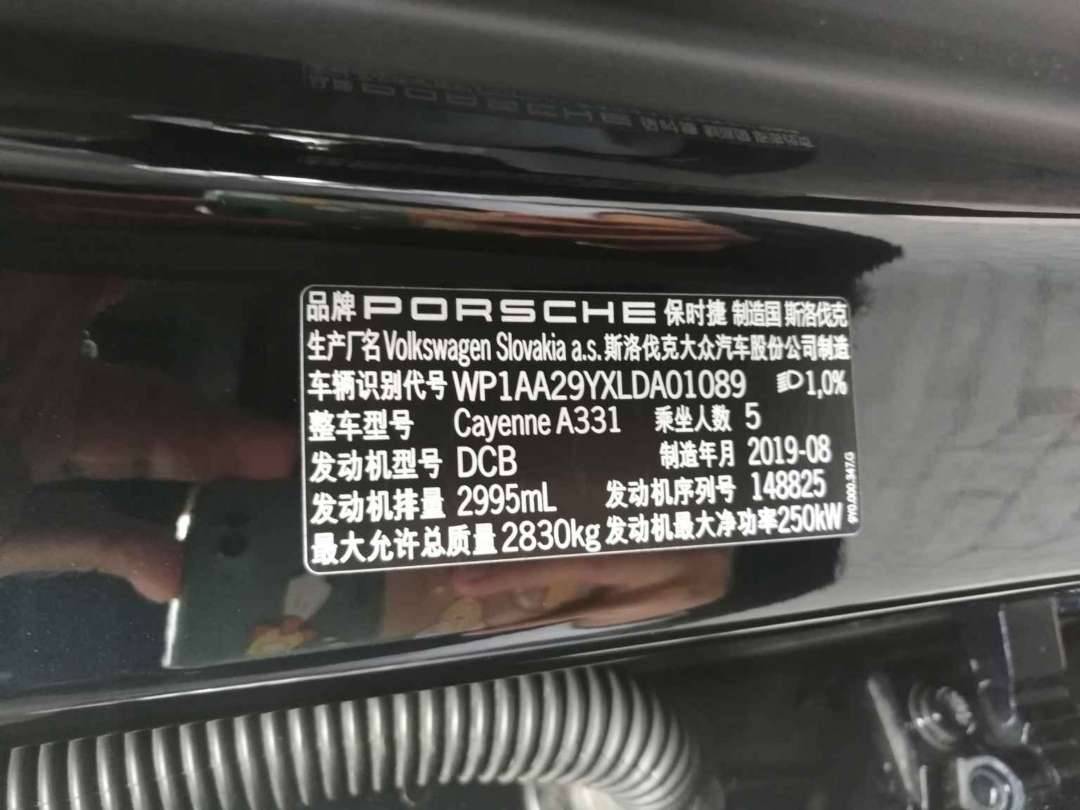 品牌 PORSCHE 保时捷 制造国 斯洛伐克
生产厂名 Volkswagen Slovakia a.s. 斯洛伐克大众汽车股份公司制造
车辆识别代号 WP1AA29YXLDA01089 1,0%
整车型号 Cayenne A331 乘坐人数 5
发动机型号 DCB 制造年月 2019-08
发动机排量 2995mL 发动机序列号 148825
最大允许总质量 2830kg 发动机最大净功率 250kW
9Y0.000.347.G